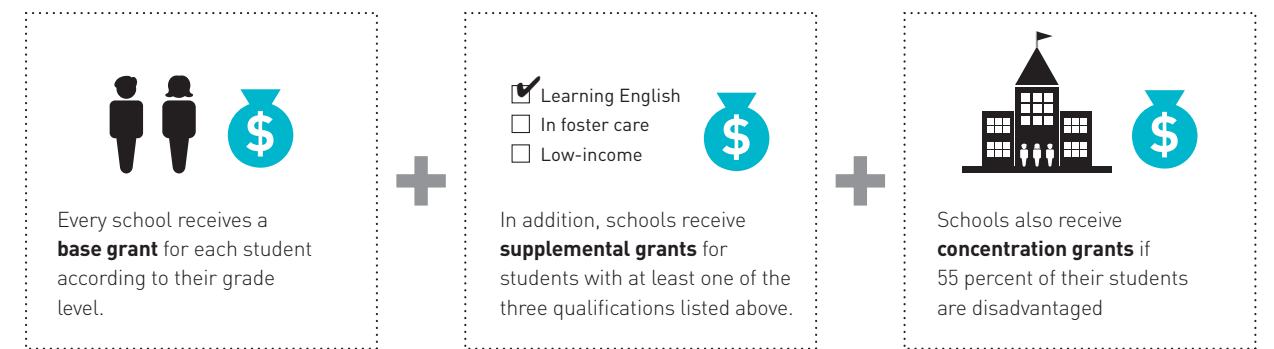 $
Every school receives a
base grant for each student
according to their grade
level.
Learning English
In foster care
Low-income
$
In addition, schools receive
supplemental grants for
students with at least one of the
three qualifications listed above.
$
Schools also receive
concentration grants if
55 percent of their students
are disadvantaged